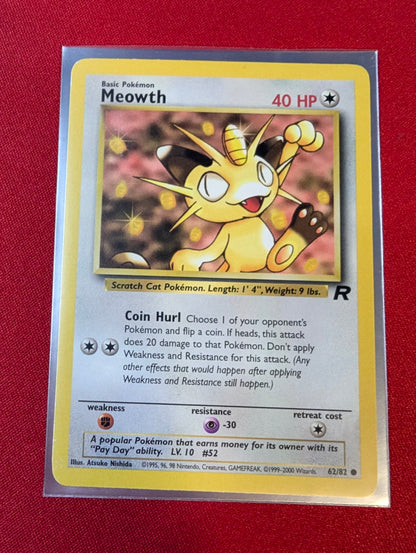 Basic Pokémon
Meowth
40 HP
Scratch Cat Pokémon. Length: 1' 4", Weight: 9 lbs.
R
Coin Hurl Choose 1 of your opponent's
Pokémon and flip a coin. If heads, this attack
does 20 damage to that Pokémon. Don't apply
Weakness and Resistance for this attack. (Any
other effects that would happen after applying
Weakness and Resistance still happen.)
weakness
resistance
retreat cost
-30
A popular Pokémon that earns money for its owner with its
"Pay Day" ability. LV. 10 #52
Illus. Atsuko Nishida ©1995, 96, 98 Nintendo, Creatures, GAMEFREAK. ©1999-2000 Wizards. 62/82